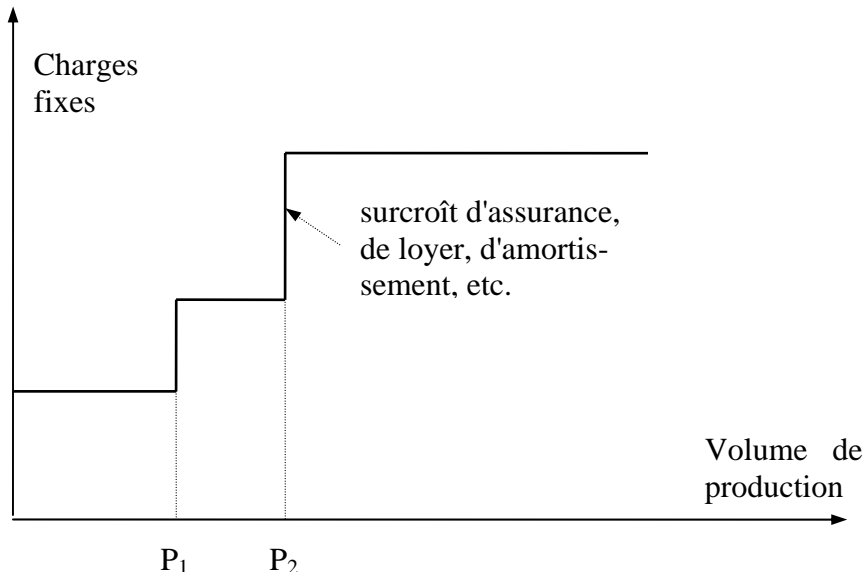 Charges
fixes
surcroît d'assurance,
de loyer, d'amortis-
sement, etc.
Volume de
production
P₁ P₂